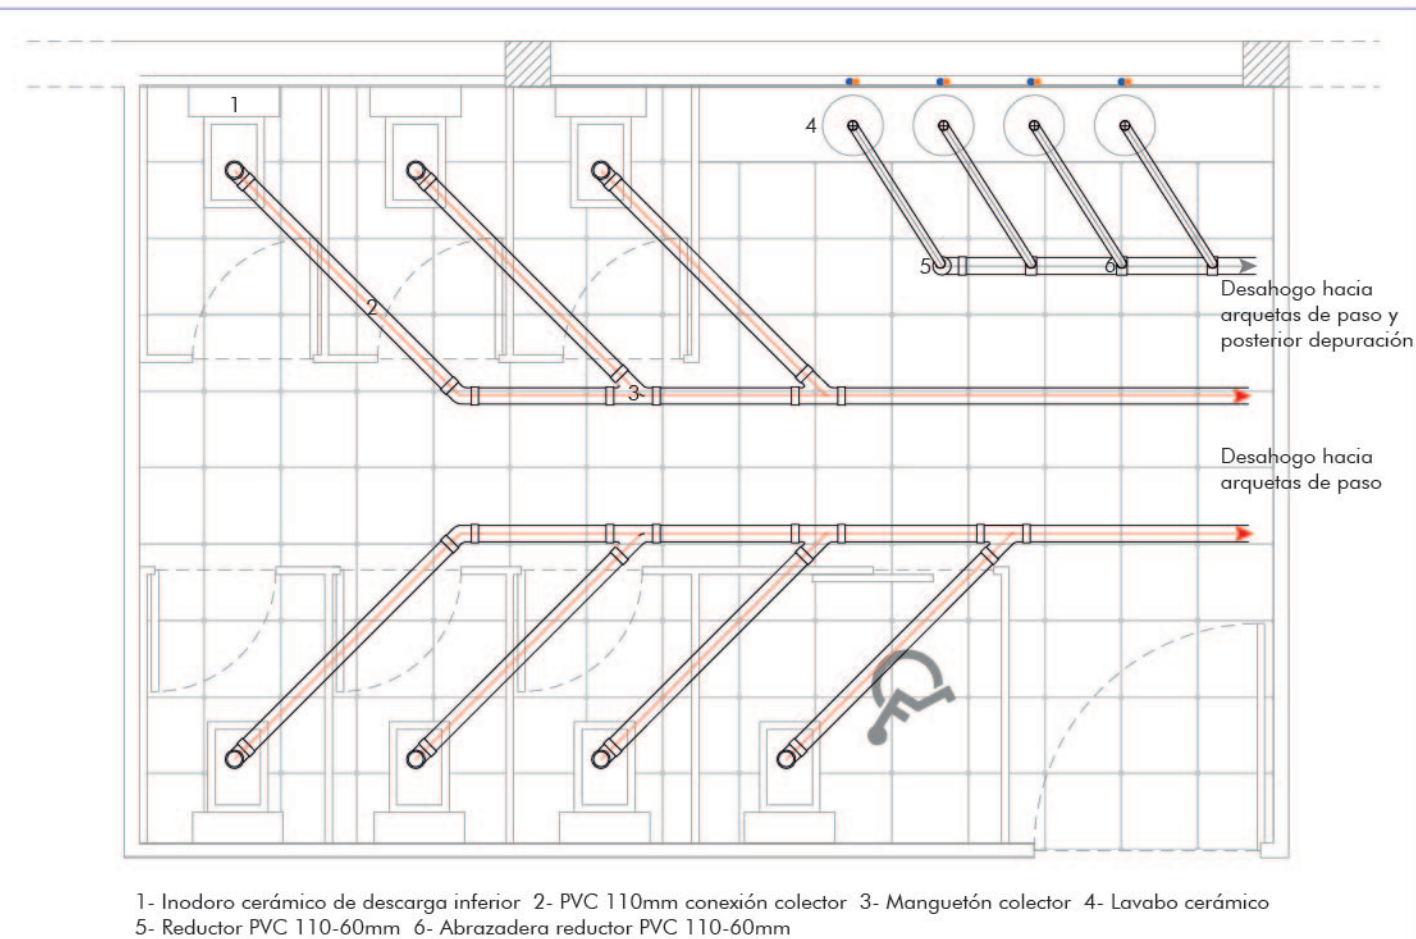 1
4
5
6
Desahogo hacia
arquetas de paso y
posterior depuración
2
3
Desahogo hacia
arquetas de paso
1- Inodoro cerámico de descarga inferior 2- PVC 110mm conexión colector 3- Manguetón colector 4- Lavabo cerámico
5- Reductor PVC 110-60mm 6- Abrazadera reductor PVC 110-60mm